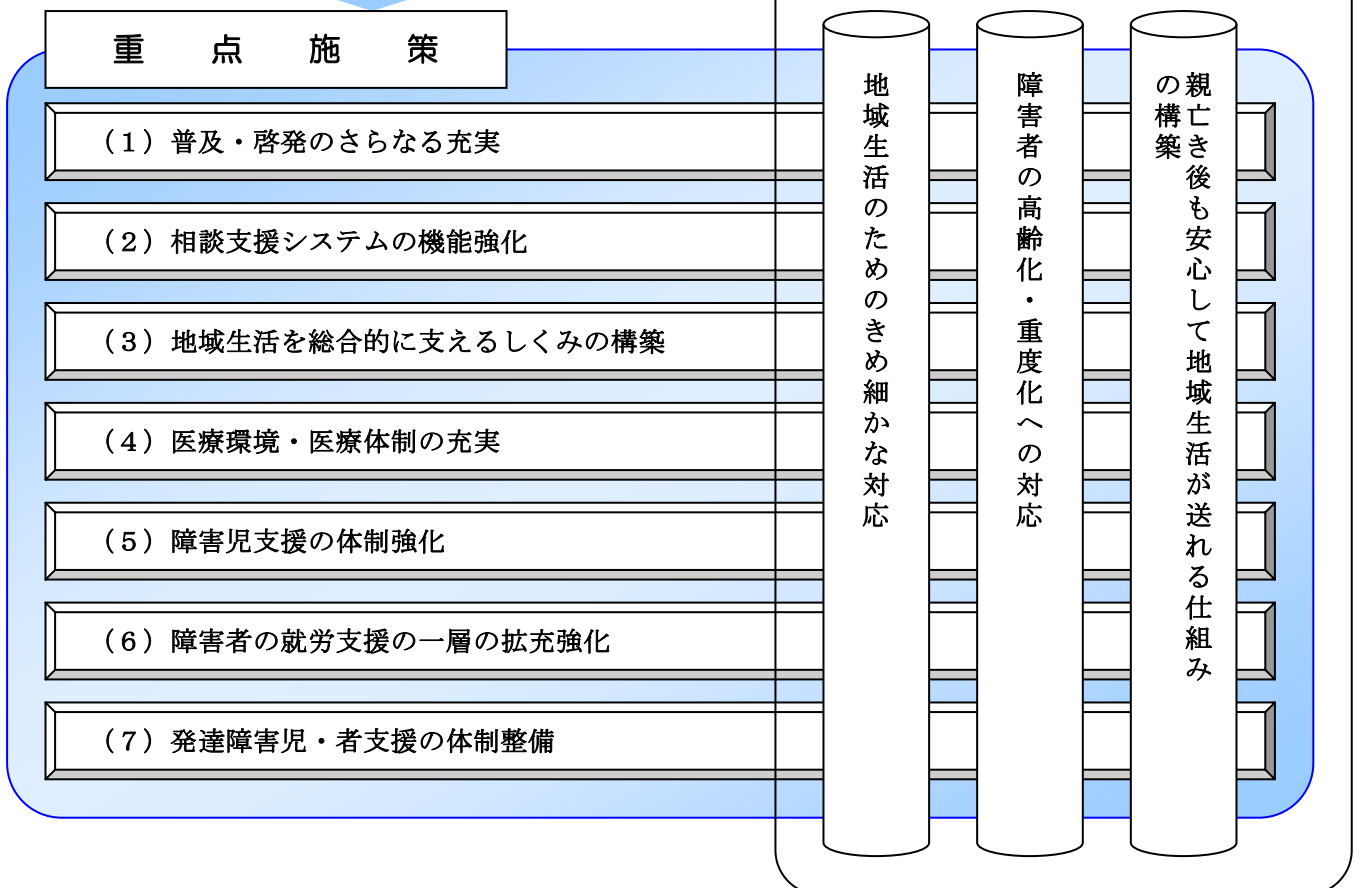 重点施策
（１）普及・啓発のさらなる充実
（２）相談支援システムの機能強化
（３）地域生活を総合的に支えるしくみの構築
（４）医療環境・医療体制の充実
（５）障害児支援の体制強化
（６）障害者の就労支援の一層の拡充強化
（７）発達障害児・者支援の体制整備
地域生活のためのきめ細かな対応
障害者の高齢化・重度化への対応
親亡き後も安心して地域生活が送れる仕組み
の構築